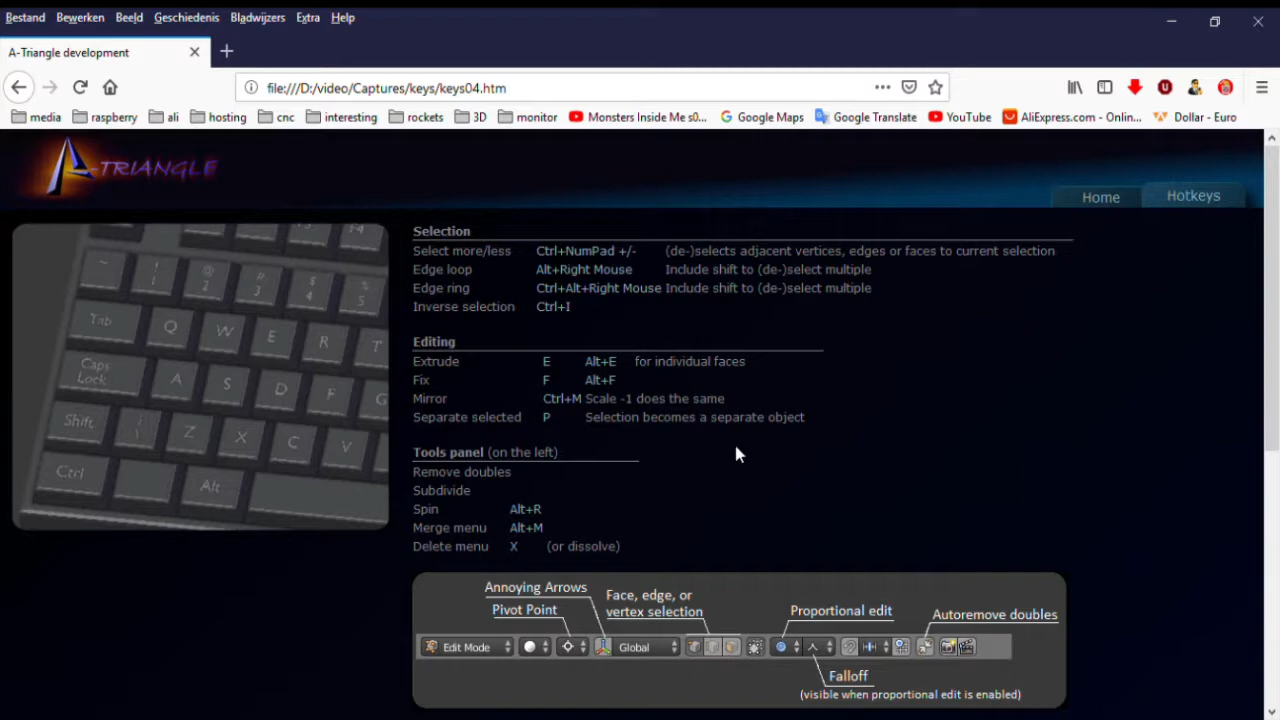 Bestand Bewerken Beeld Geschiedenis Bladwijzers Extra Help
A-Triangle development
file:///D:/video/Captures/keys/keys04.htm
media raspberry ali hosting cnc interesting rockets 3D monitor Monsters Inside Me s0... Google Maps Google Translate YouTube AliExpress.com - Onlin... Dollar - Euro
A-TRIANGLE
Home Hotkeys
Selection
Select more/less Ctrl+NumPad +/- (de-)selects adjacent vertices, edges or faces to current selection
Edge loop Alt+Right Mouse Include shift to (de-)select multiple
Edge ring Ctrl+Alt+Right Mouse Include shift to (de-)select multiple
Inverse selection Ctrl+I
Editing
Extrude E Alt+E for individual faces
Fix F Alt+F
Mirror Ctrl+M Scale -1 does the same
Separate selected P Selection becomes a separate object
Tools panel (on the left)
Remove doubles
Subdivide
Spin Alt+R
Merge menu Alt+M
Delete menu X (or dissolve)
~ ! 1 @ 2 # 3 $ 4 % 5
Tab Q W E R T
Caps Lock A S D F G
Shift Z X C V
Ctrl Alt
Annoying Arrows
Pivot Point
Face, edge, or
vertex selection
Proportional edit
Autoremove doubles
Edit Mode Global
Falloff
(visible when proportional edit is enabled)